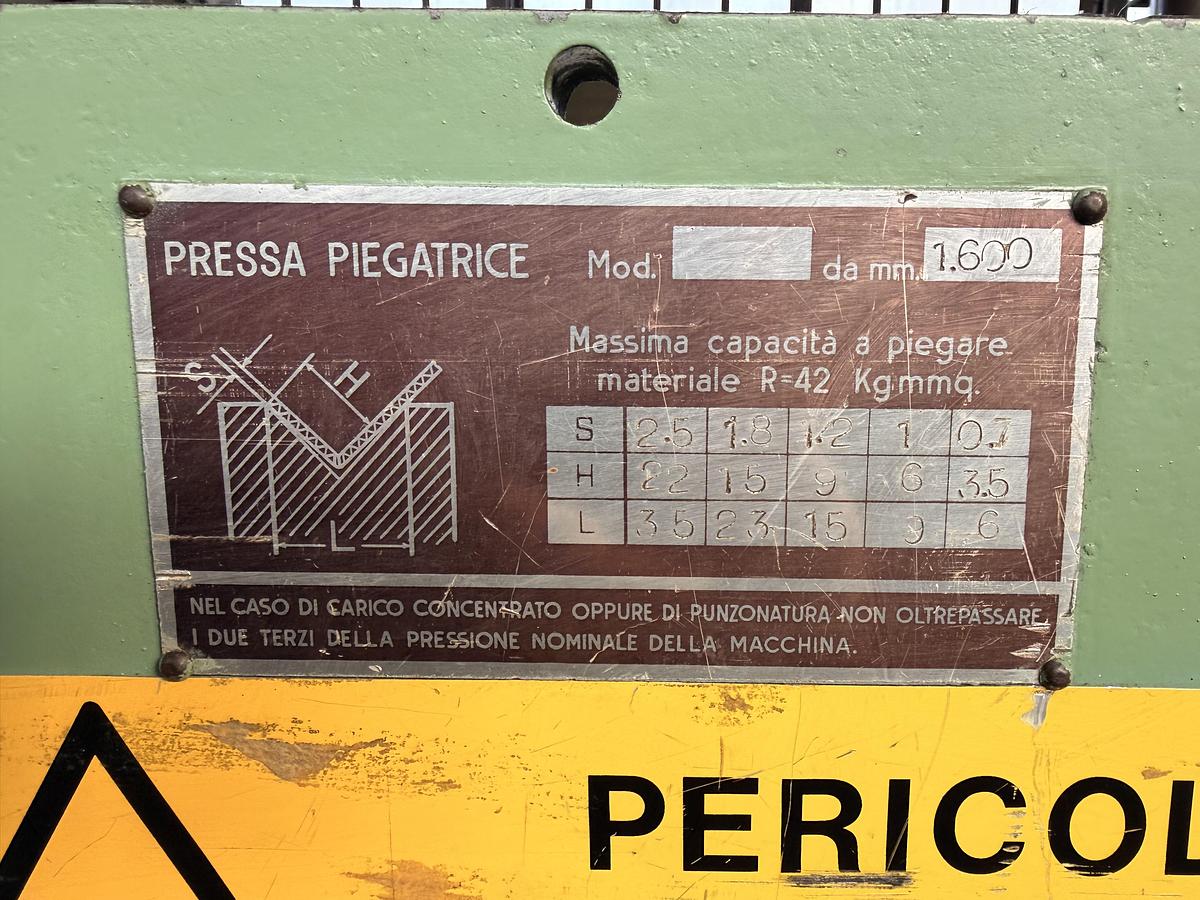 PRESSA PIEGATRICE Mod. da mm. 1.600
Massima capacità a piegare
materiale R=42 Kgmmq.
S H
L
S 2.5 1.8 1.2 1 0.7
H 22 15 9 6 3.5
L 35 23 15 9 6
NEL CASO DI CARICO CONCENTRATO OPPURE DI PUNZONATURA NON OLTREPASSARE
I DUE TERZI DELLA PRESSIONE NOMINALE DELLA MACCHINA.
PERICOL